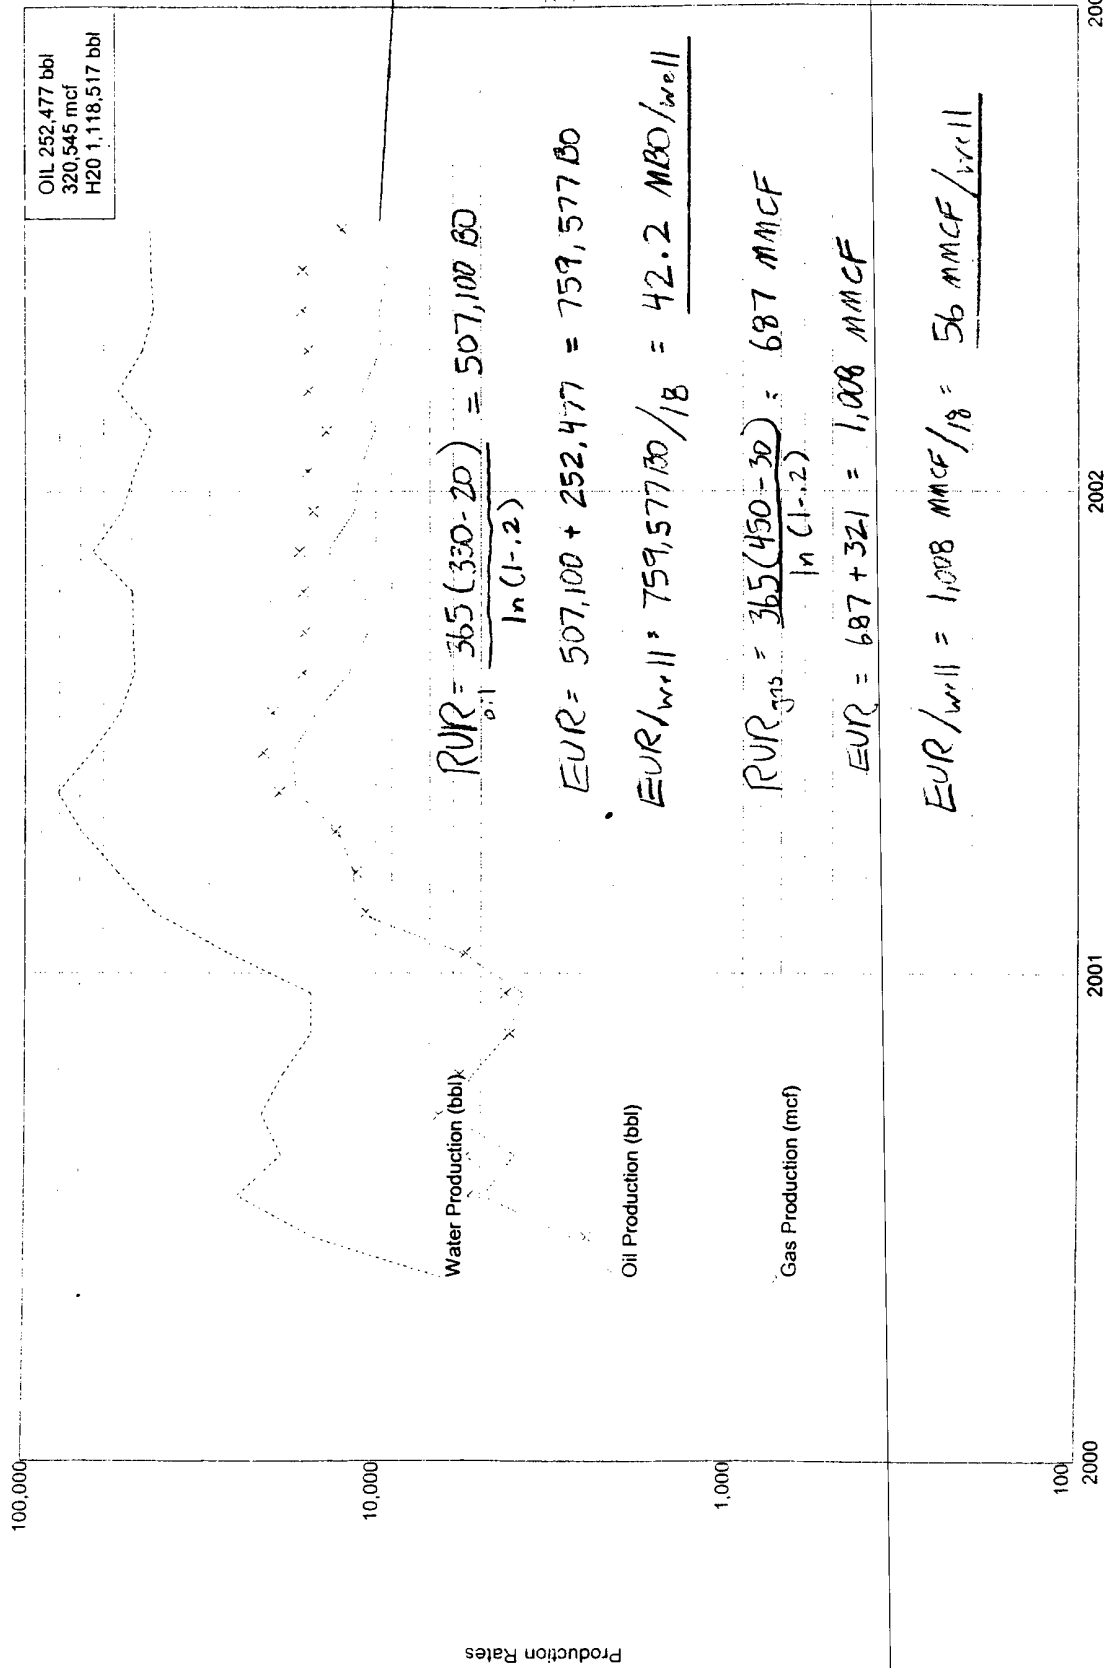 OIL 252,477 bbl
320,545 mcf
H20 1,118,517 bbl
Production Rates
100,000
10,000
1,000
100
2000
2001
2002
Water Production (bbl)
Oil Production (bbl)
Gas Production (mcf)
RUR oil = 365 (330-20) / ln (1-.2) = 507,100 BO
EUR = 507,100 + 252,477 = 759,577 BO
EUR/well = 759,577 BO/18 = 42.2 MBO/well
RUR gas = 365 (450-30) / ln (1-.2) = 687 MMCF
EUR = 687 + 321 = 1,008 MMCF
EUR/well = 1,008 MMCF/18 = 56 MMCF/well